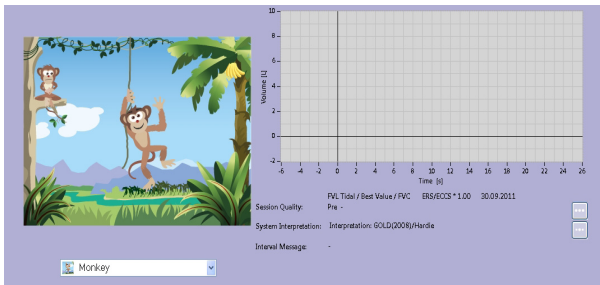 10
8
6
4
2
0
-2
Volume [L]
-6 -4 -2 0 2 4 6 8 10 12 14 16 18 20 22 24 26
Time [s]
FVL Tidal / Best Value / FVC ERS/ECCS * 1.00 30.09.2011
Session Quality: Pre -
System Interpretation: Interpretation: GOLD(2008)/Hardie
Interval Message: -
Monkey